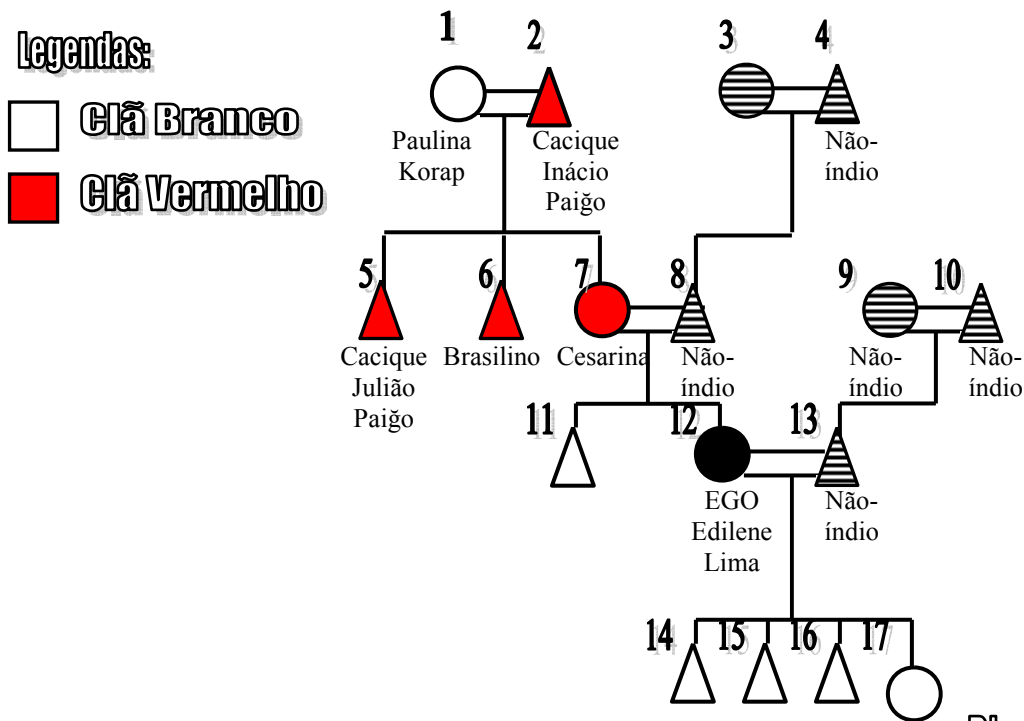 Legendas:
Clã Branco
Clã Vermelho
1
2
3
4
Paulina
Korap
Cacique
Inácio
Paiğo
Não-
índio
5
6
7
8
9
10
Cacique
Julião
Paiğo
Brasilino
Cesarina
Não-
índio
Não-
índio
Não-
índio
11
12
13
EGO
Edilene
Lima
Não-
índio
14
15
16
17